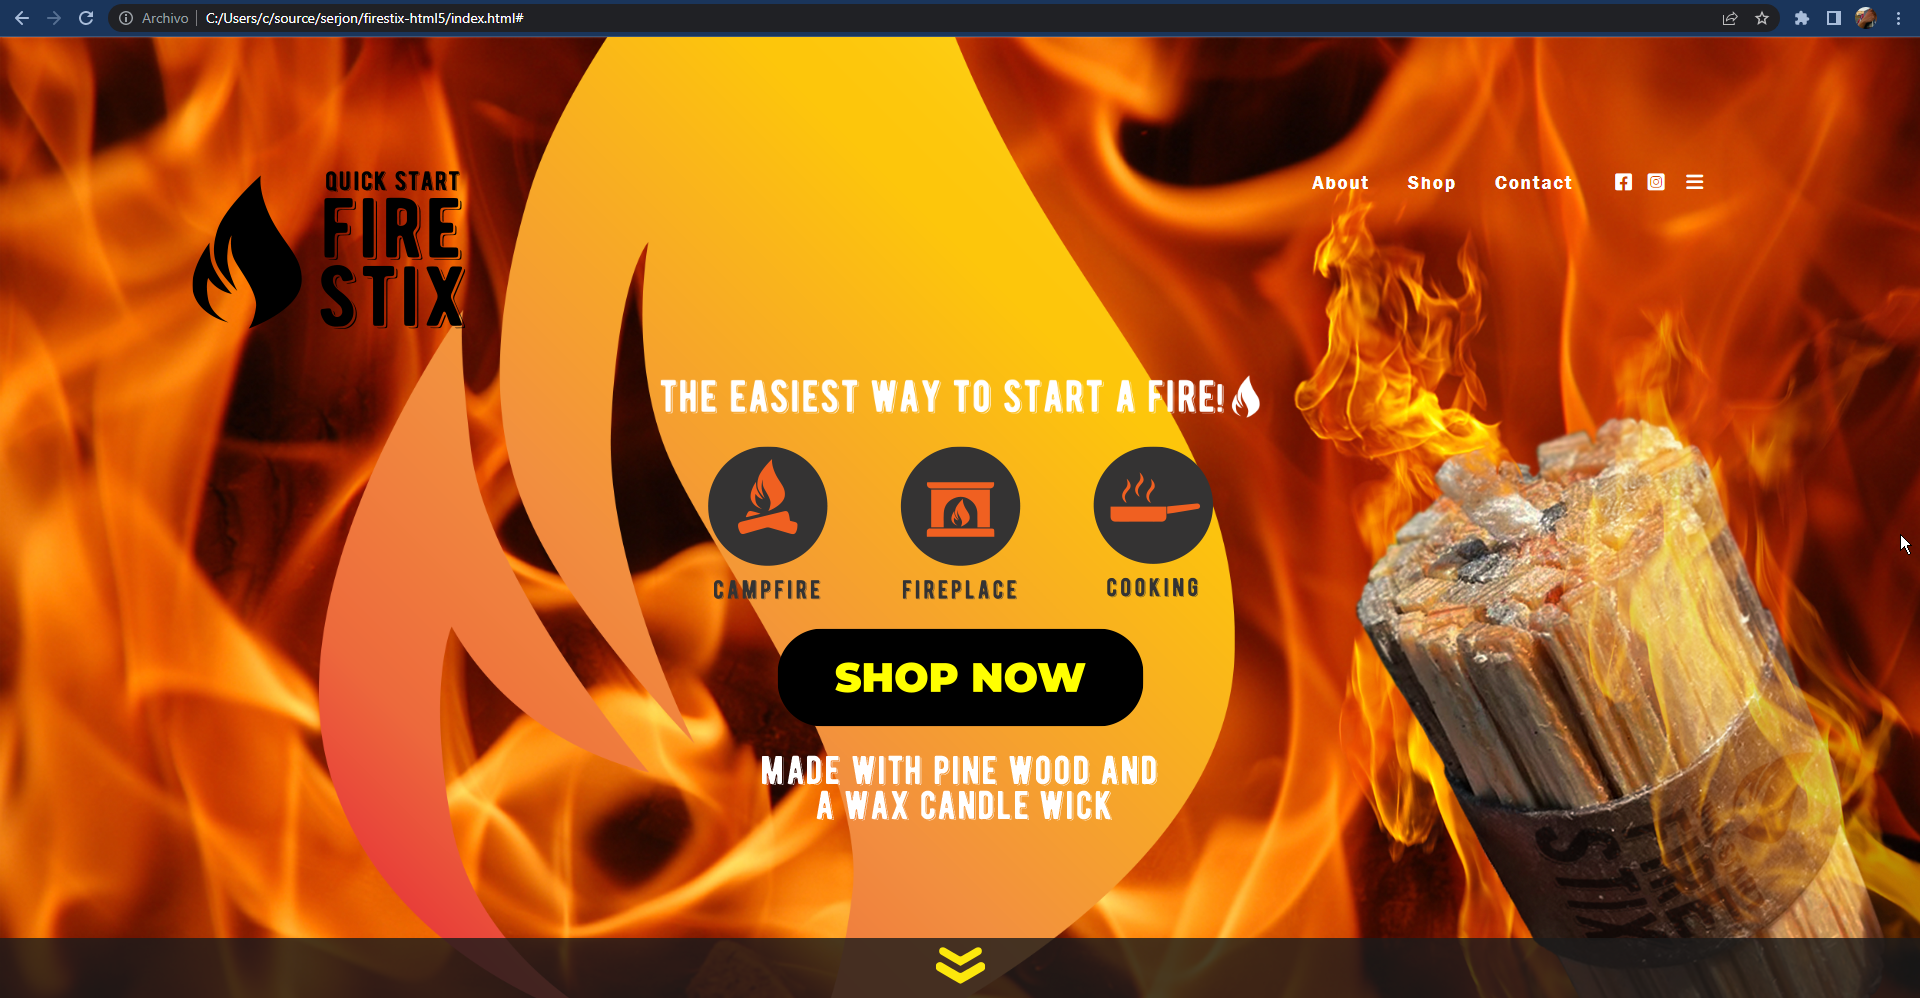 Archivo
C:/Users/c/source/serjon/firestix-html5/index.html#
QUICK START
FIRE
STIX
About Shop Contact
THE EASIEST WAY TO START A FIRE!
CAMPFIRE FIREPLACE COOKING
SHOP NOW
MADE WITH PINE WOOD AND
A WAX CANDLE WICK
FIRE
STIX